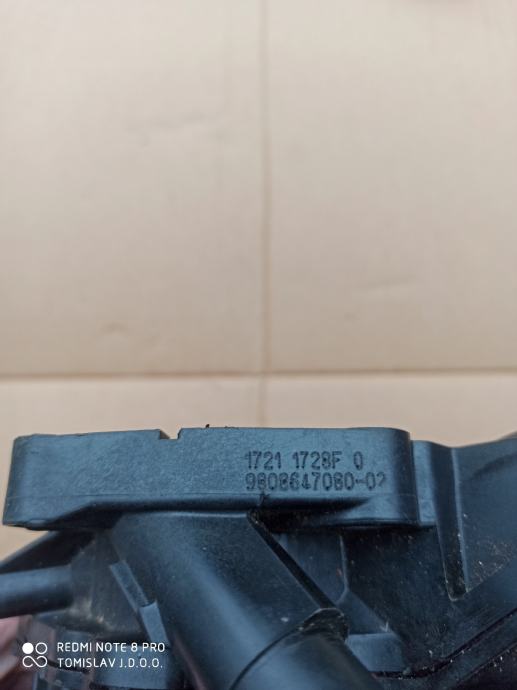 1721 1728F 0
9808647080-02
REDMI NOTE 8 PRO
TOMISLAV J.D.O.O.